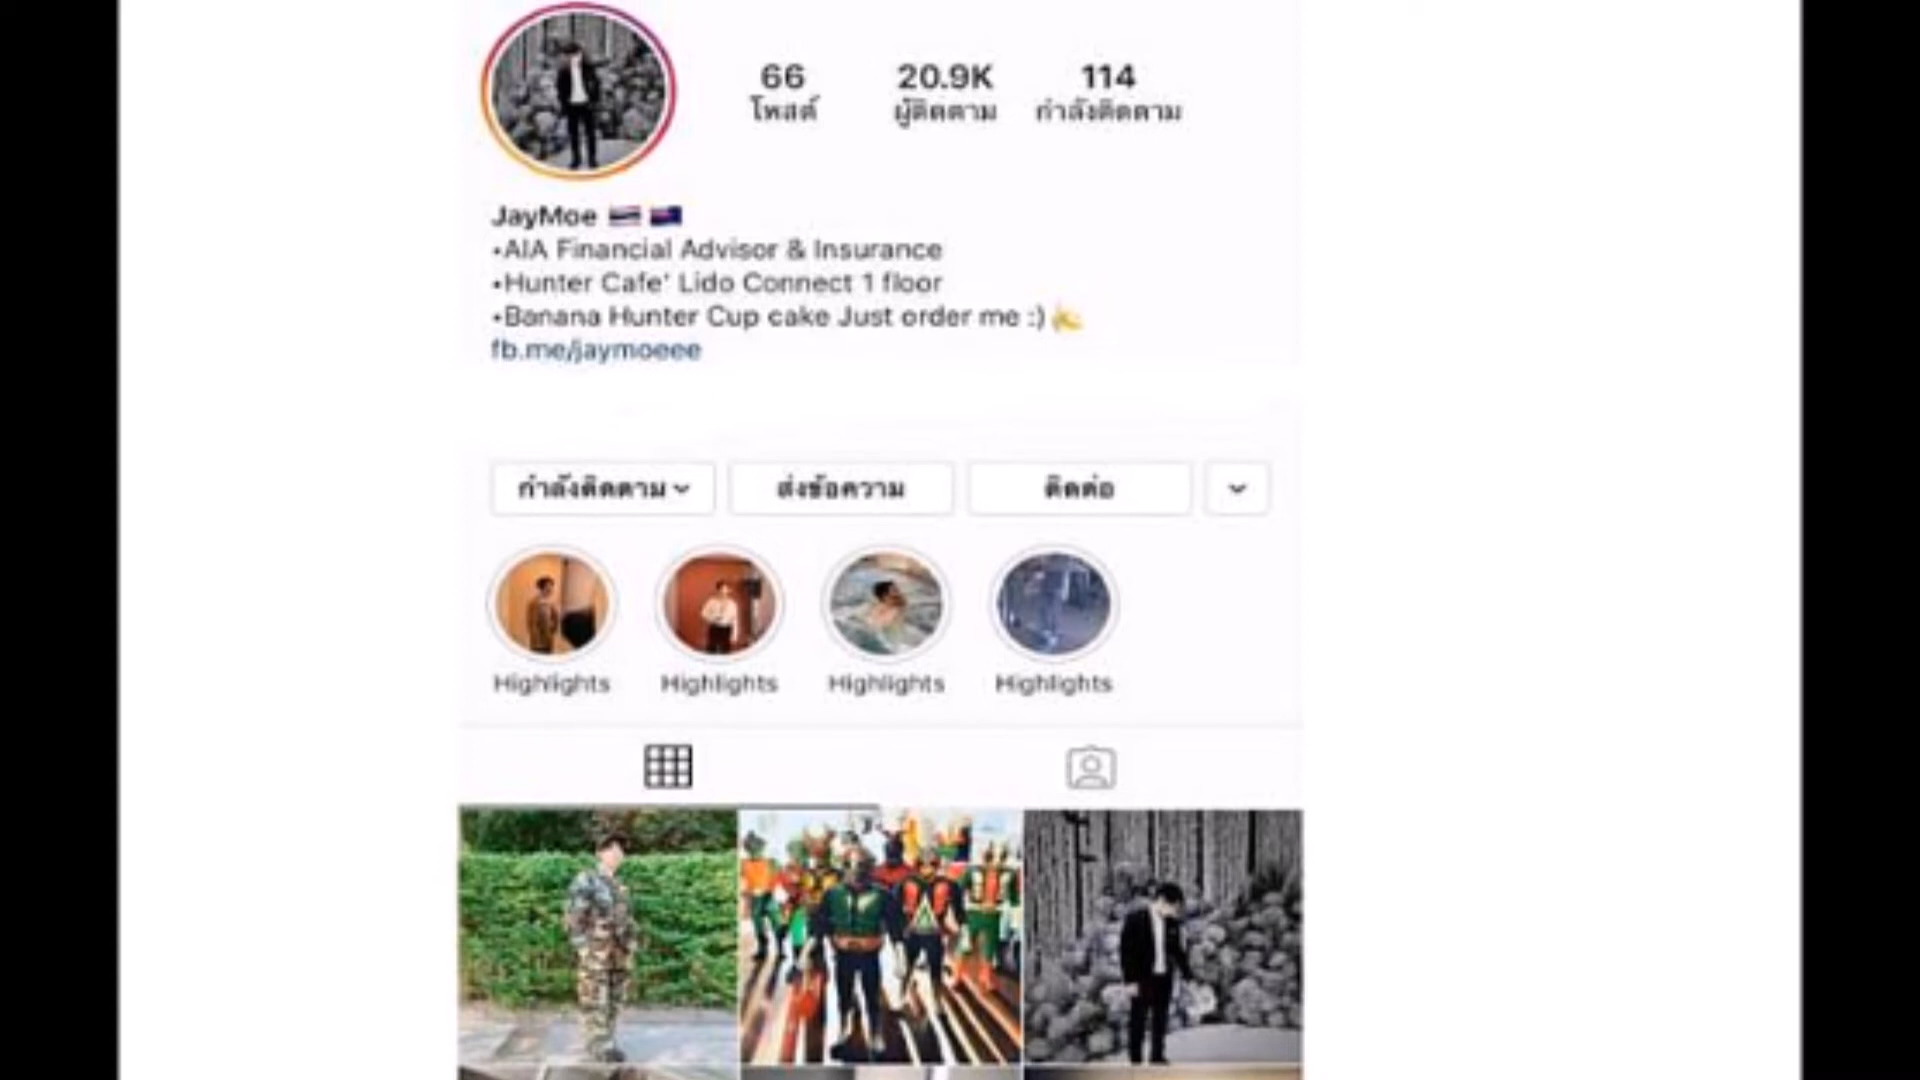 66 20.9K 114
โพสต์ ผู้ติดตาม กำลังติดตาม
JayMoe
•AIA Financial Advisor & Insurance
•Hunter Cafe' Lido Connect 1 floor
•Banana Hunter Cup cake Just order me :)
fb.me/jaymoeee
กำลังติดตาม ส่งข้อความ ติดต่อ
Highlights Highlights Highlights Highlights